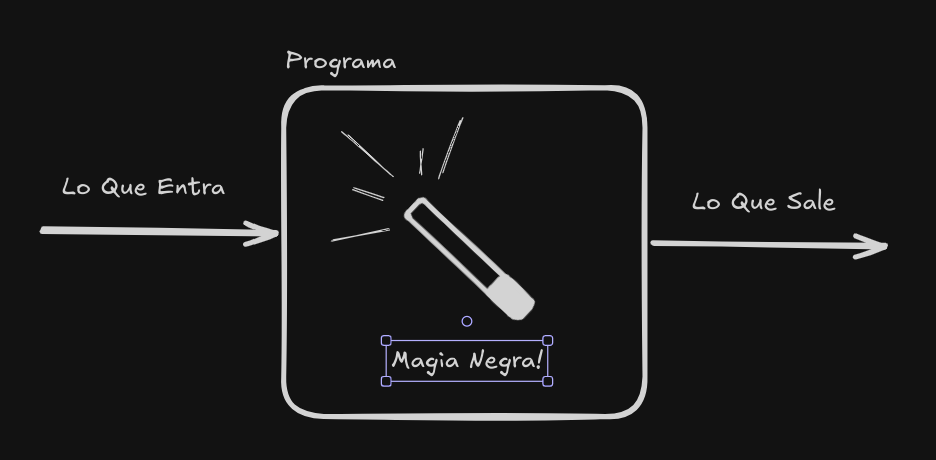 Programa
Lo Que Entra
Lo Que Sale
Magia Negra!